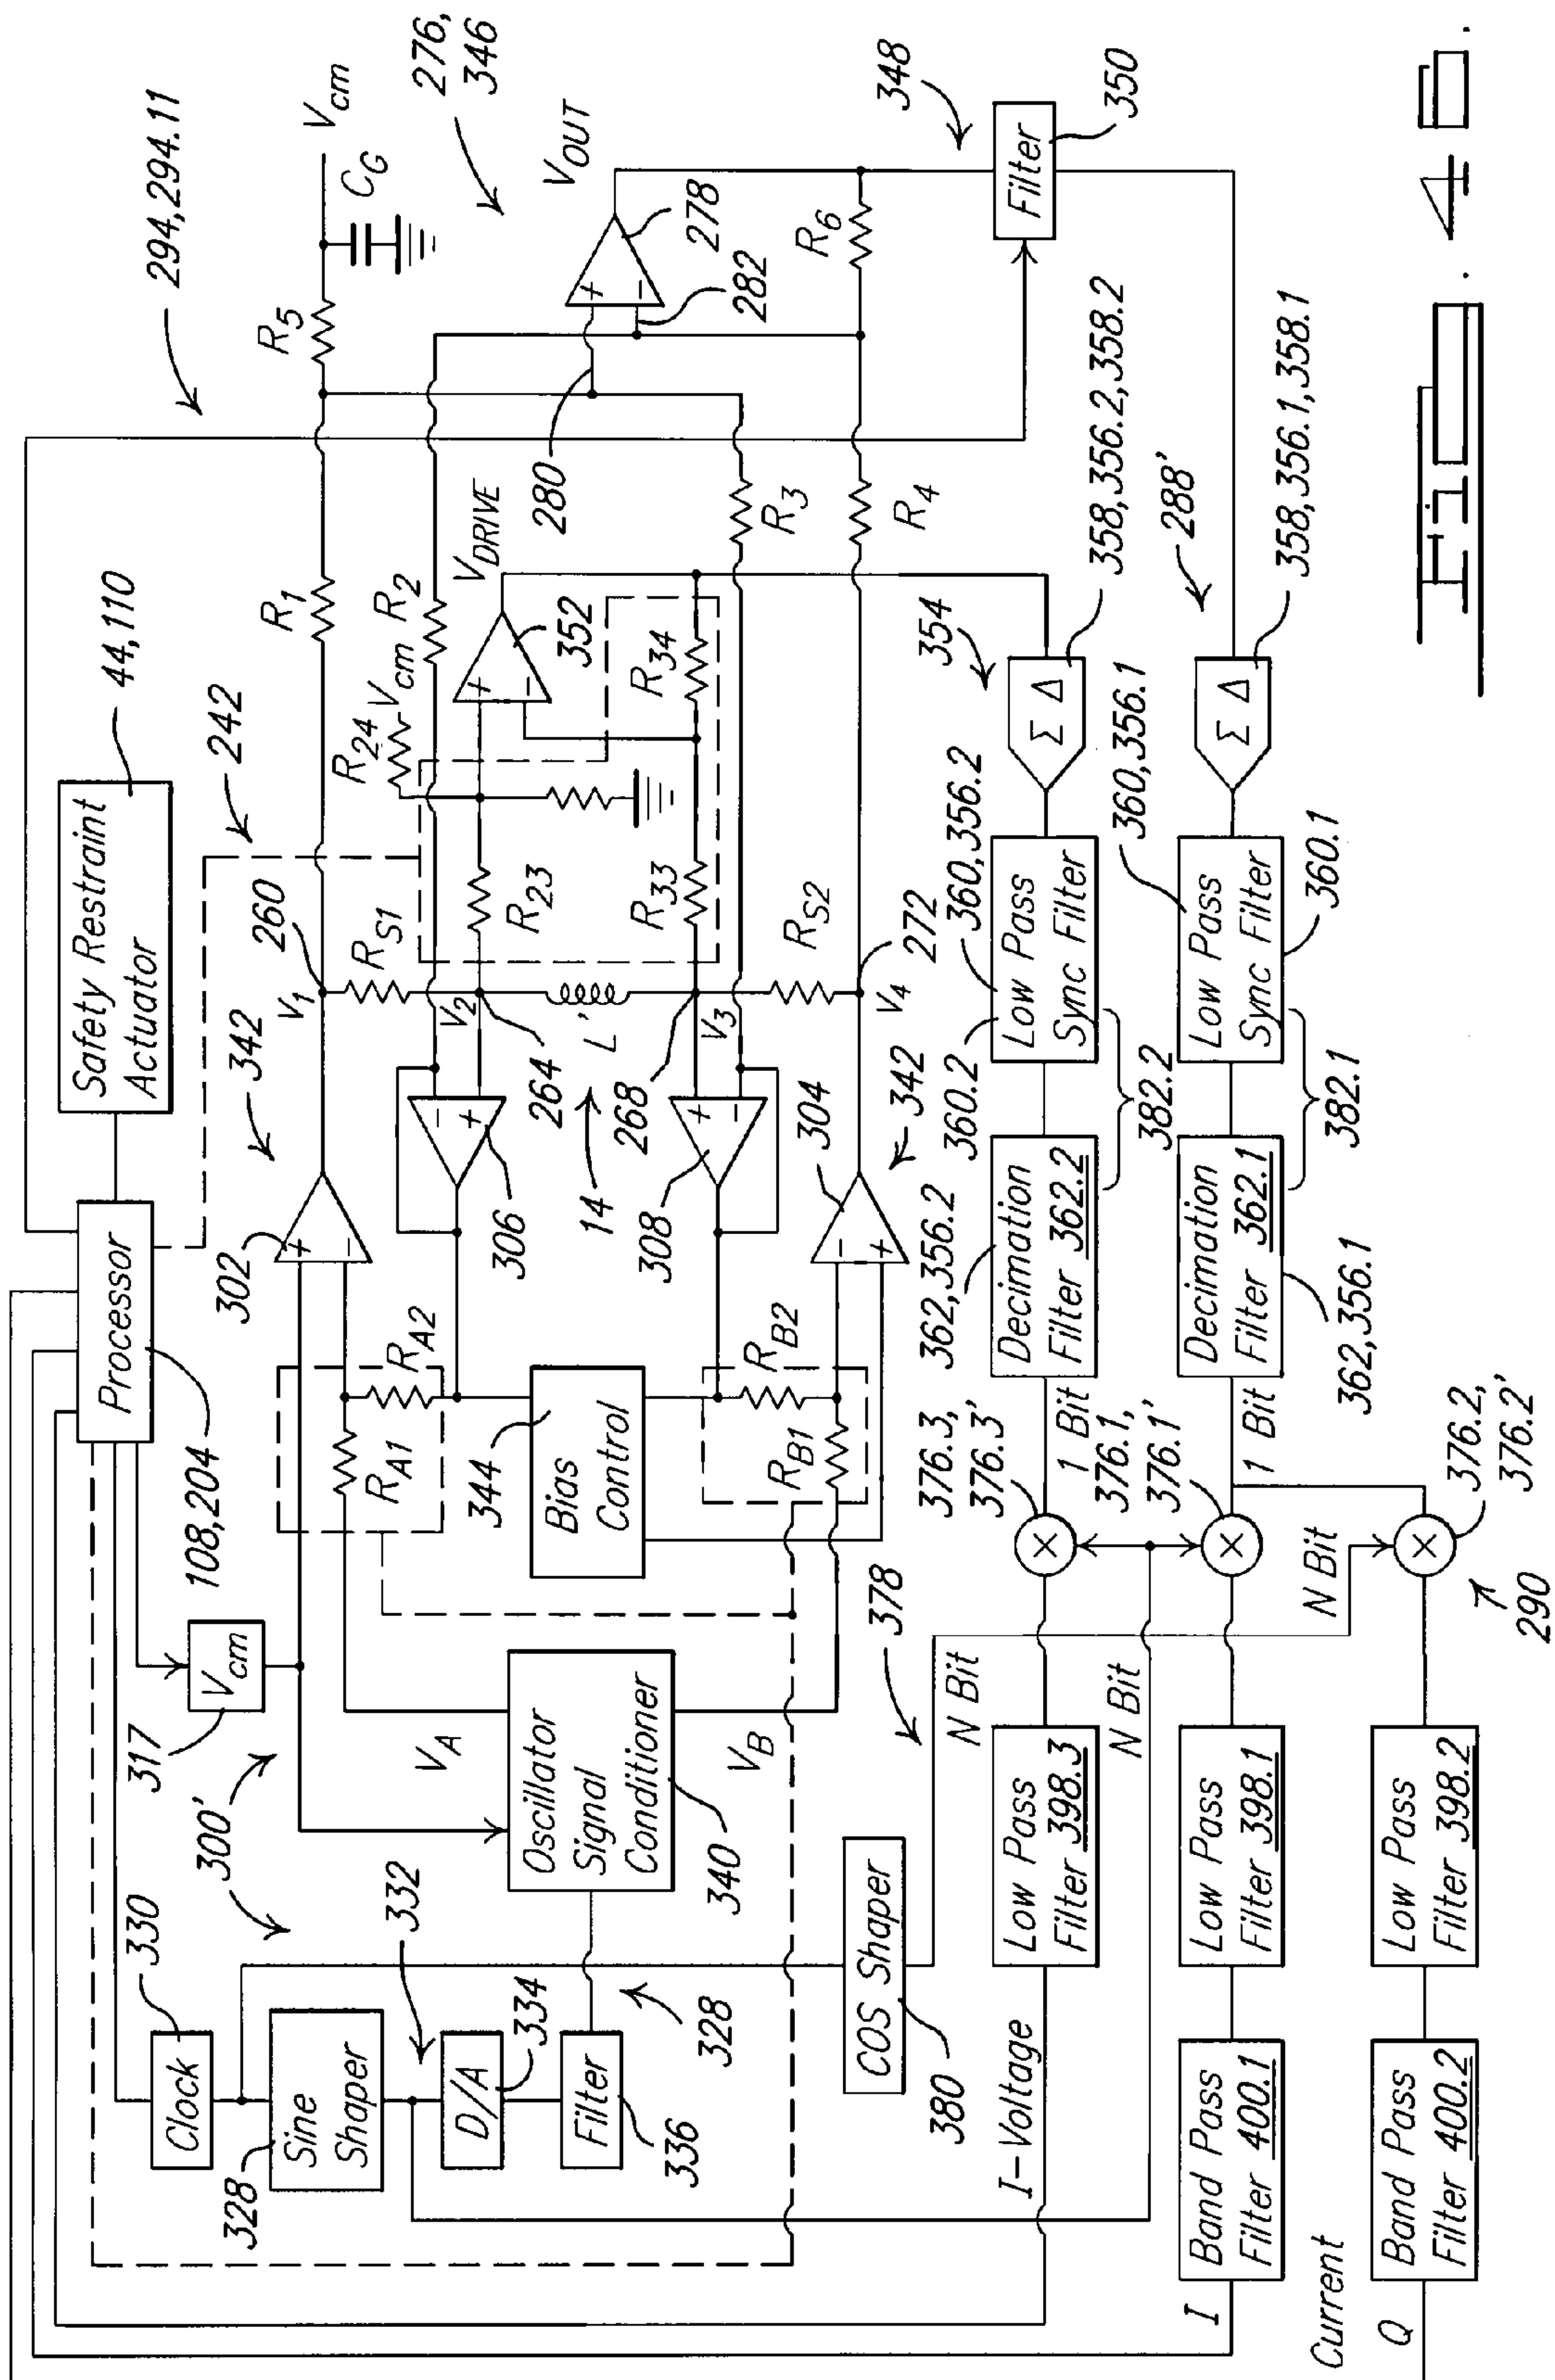 294,294.11
276,
346
Safety Restraint
Actuator
44,110
242
Processor
108,204
342
260
V1
RS1
R1
R5
Vcm
CG
VOUT
278
280
282
R6
348
Filter
350
302
+
−
RA2
RA1
306
−
+
V2
264
R23
R24
Vcm
R2
VDRIVE
352
+
−
R34
R33
R3
R4
L'
14
268
V3
308
+
−
RS2
272
V4
304
342
−
+
RB2
RB1
344
Bias
Control
Vcm
317
300'
VA
VB
Oscillator
Signal
Conditioner
340
330
Clock
328
Sine
Shaper
332
D/A
334
Filter
336
328
COS Shaper
380
378
N Bit
N Bit
N Bit
354
Σ Δ
358,356.2,358.2
360,356.2
360.2
Low Pass
Sync Filter
382.2
362,356.2
Decimation
Filter 362.2
1 Bit
376.3,
376.3'
×
Low Pass
Filter 398.3
I-Voltage
288'
Σ Δ
358,356.1,358.1
360,356.1
Low Pass
Sync Filter
360.1
382.1
Decimation
Filter 362.1
362,356.1
1 Bit
376.1,
376.1'
×
Low Pass
Filter 398.1
Band Pass
Filter 400.1
I
376.2,
376.2'
×
290
Low Pass
Filter 398.2
Band Pass
Filter 400.2
Current
Q
+
−